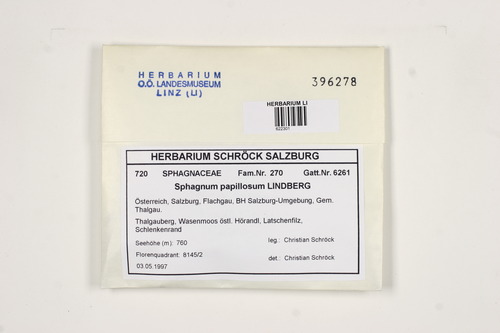 HERBARIUM
O.Ö. LANDESMUSEUM
LINZ (LI)
396278
HERBARIUM LI
622301
HERBARIUM SCHRÖCK SALZBURG
720 SPHAGNACEAE Fam.Nr. 270 Gatt.Nr. 6261
Sphagnum papillosum LINDBERG
Österreich, Salzburg, Flachgau, BH Salzburg-Umgebung, Gem.
Thalgau.
Thalgauberg, Wasenmoos östl. Hörandl, Latschenfilz,
Schlenkenrand
Seehöhe (m): 760 leg.: Christian Schröck
Florenquadrant: 8145/2 det.: Christian Schröck
03.05.1997